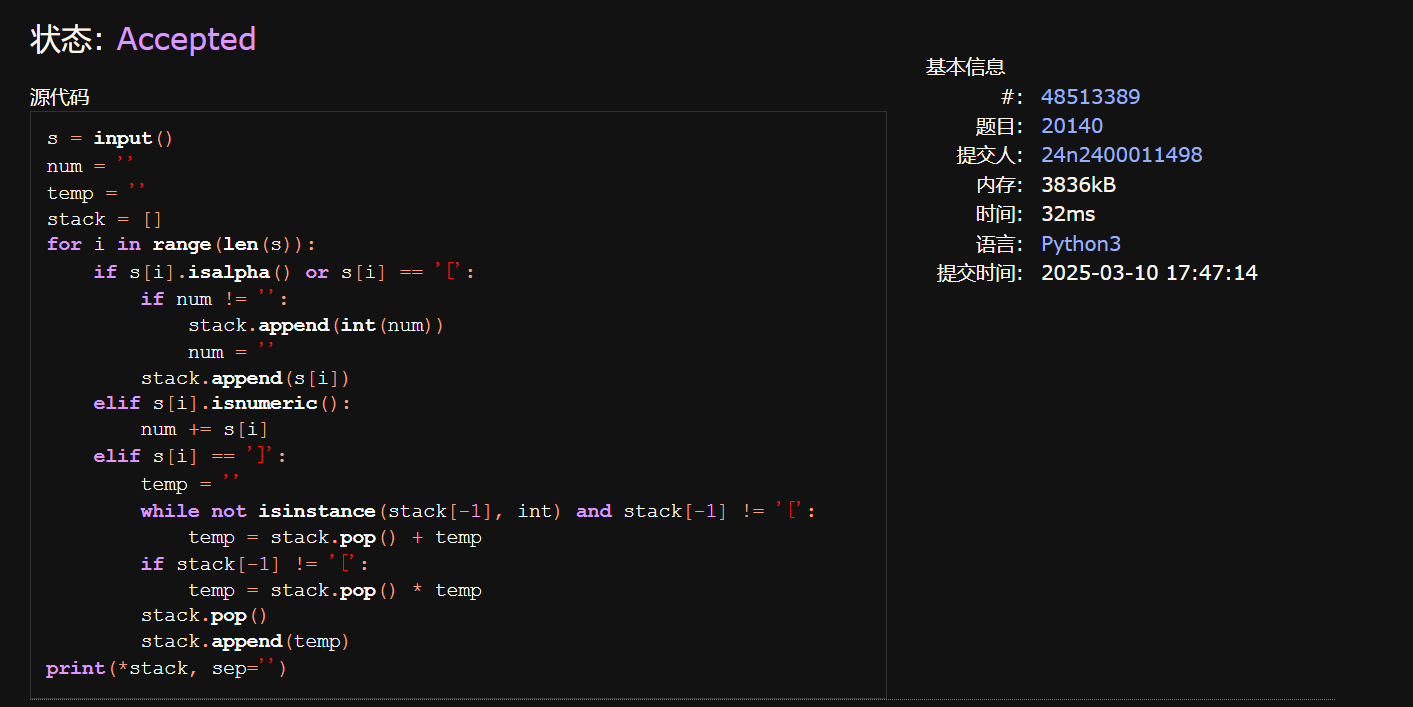 状态: Accepted
源代码
s = input()
num = ''
temp = ''
stack = []
for i in range(len(s)):
    if s[i].isalpha() or s[i] == '[':
        if num != '':
            stack.append(int(num))
            num = ''
        stack.append(s[i])
    elif s[i].isnumeric():
        num += s[i]
    elif s[i] == ']':
        temp = ''
        while not isinstance(stack[-1], int) and stack[-1] != '[':
            temp = stack.pop() + temp
        if stack[-1] != '[':
            temp = stack.pop() * temp
        stack.pop()
        stack.append(temp)
print(*stack, sep='')
基本信息
#: 48513389
题目: 20140
提交人: 24n2400011498
内存: 3836kB
时间: 32ms
语言: Python3
提交时间: 2025-03-10 17:47:14